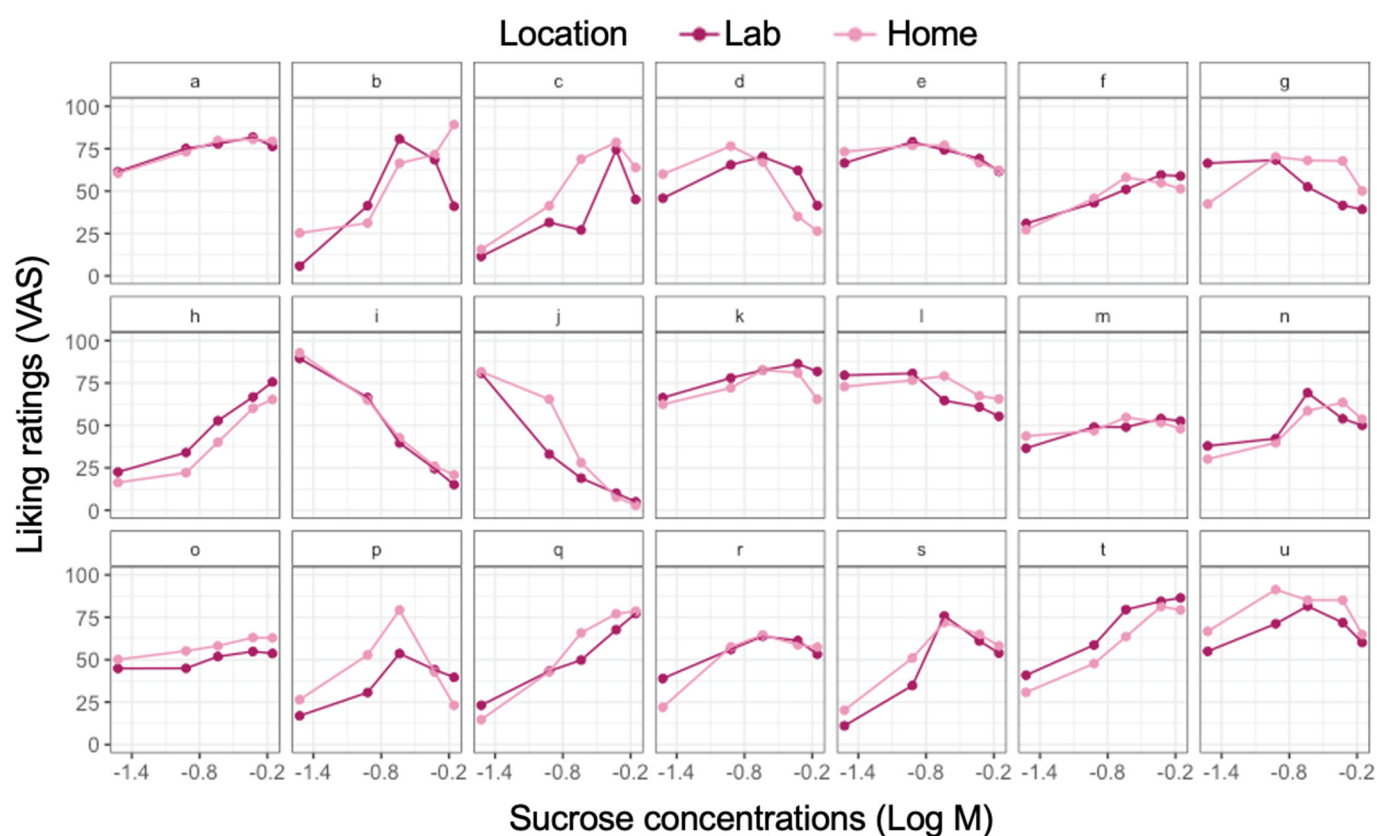 Location Lab Home
a b c d e f g
100
75
50
25
0
h i j k l m n
100
75
50
25
0
o p q r s t u
100
75
50
25
0
-1.4 -0.8 -0.2 -1.4 -0.8 -0.2 -1.4 -0.8 -0.2 -1.4 -0.8 -0.2 -1.4 -0.8 -0.2 -1.4 -0.8 -0.2 -1.4 -0.8 -0.2
Liking ratings (VAS)
Sucrose concentrations (Log M)